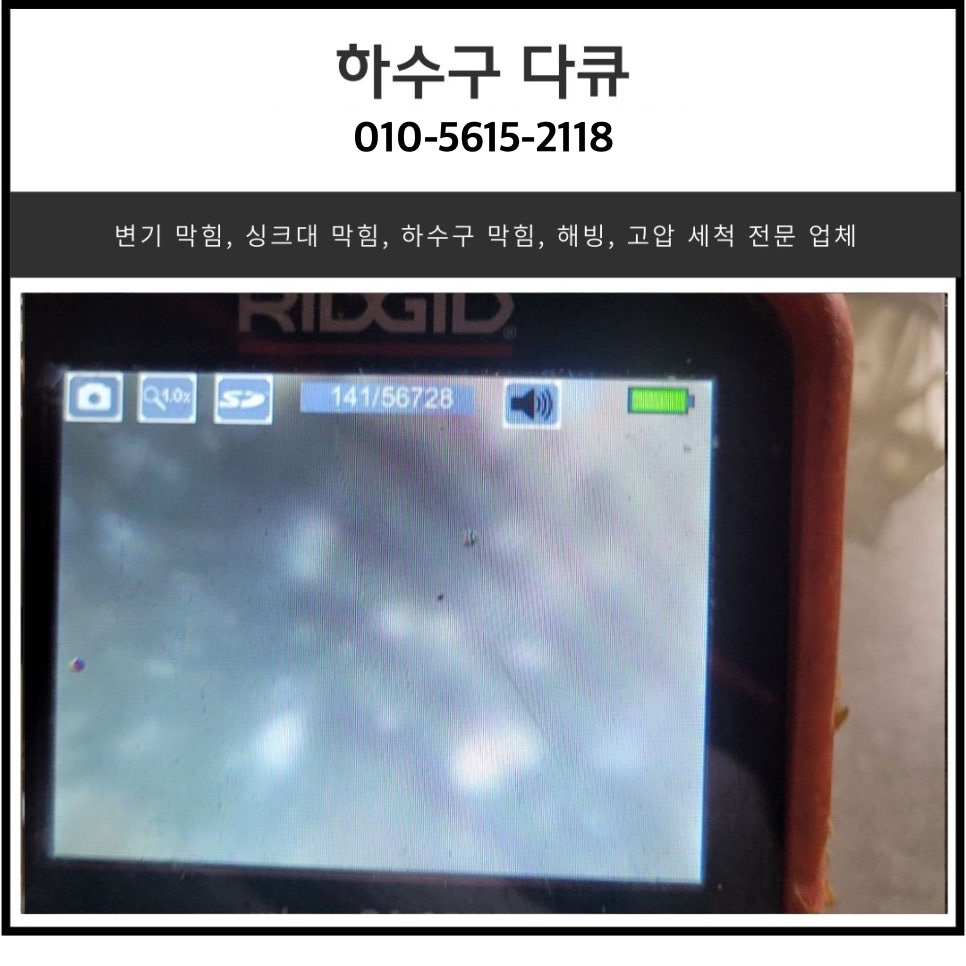 하수구 다큐
010-5615-2118
변기 막힘, 싱크대 막힘, 하수구 막힘, 해빙, 고압 세척 전문 업체
RIDGID®
1.0x
SD
141/56728